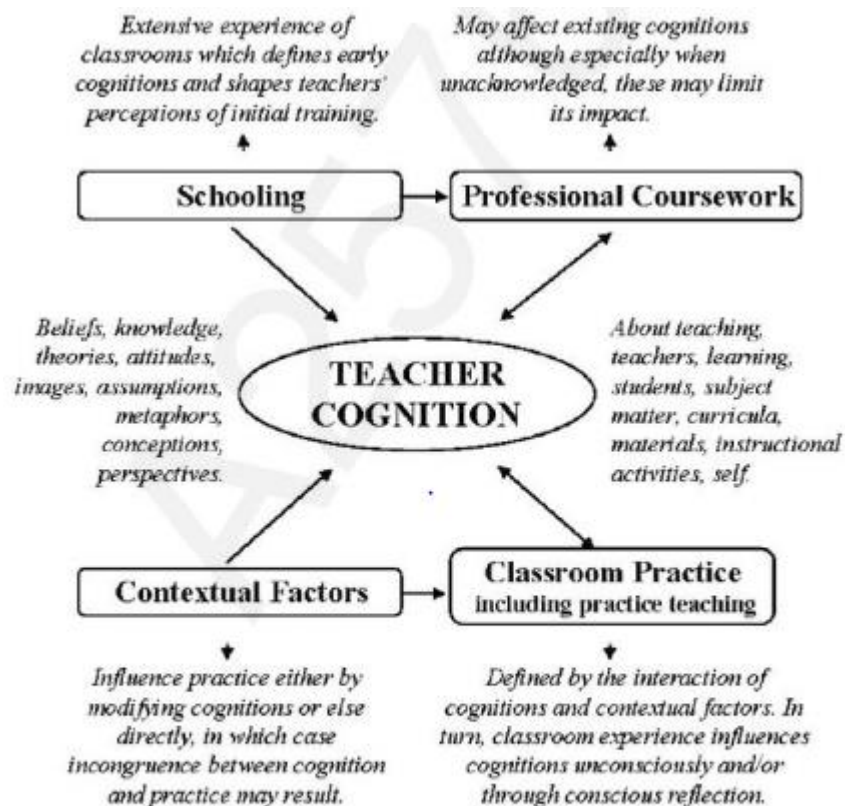 Extensive experience of
classrooms which defines early
cognitions and shapes teachers'
perceptions of initial training.
May affect existing cognitions
although especially when
unacknowledged, these may limit
its impact.
Schooling
Professional Coursework
Beliefs, knowledge,
theories, attitudes,
images, assumptions,
metaphors,
conceptions,
perspectives.
TEACHER
COGNITION
About teaching,
teachers, learning,
students, subject
matter, curricula,
materials, instructional
activities, self.
Contextual Factors
Classroom Practice
including practice teaching
Influence practice either by
modifying cognitions or else
directly, in which case
incongruence between cognition
and practice may result.
Defined by the interaction of
cognitions and contextual factors. In
turn, classroom experience influences
cognitions unconsciously and/or
through conscious reflection.